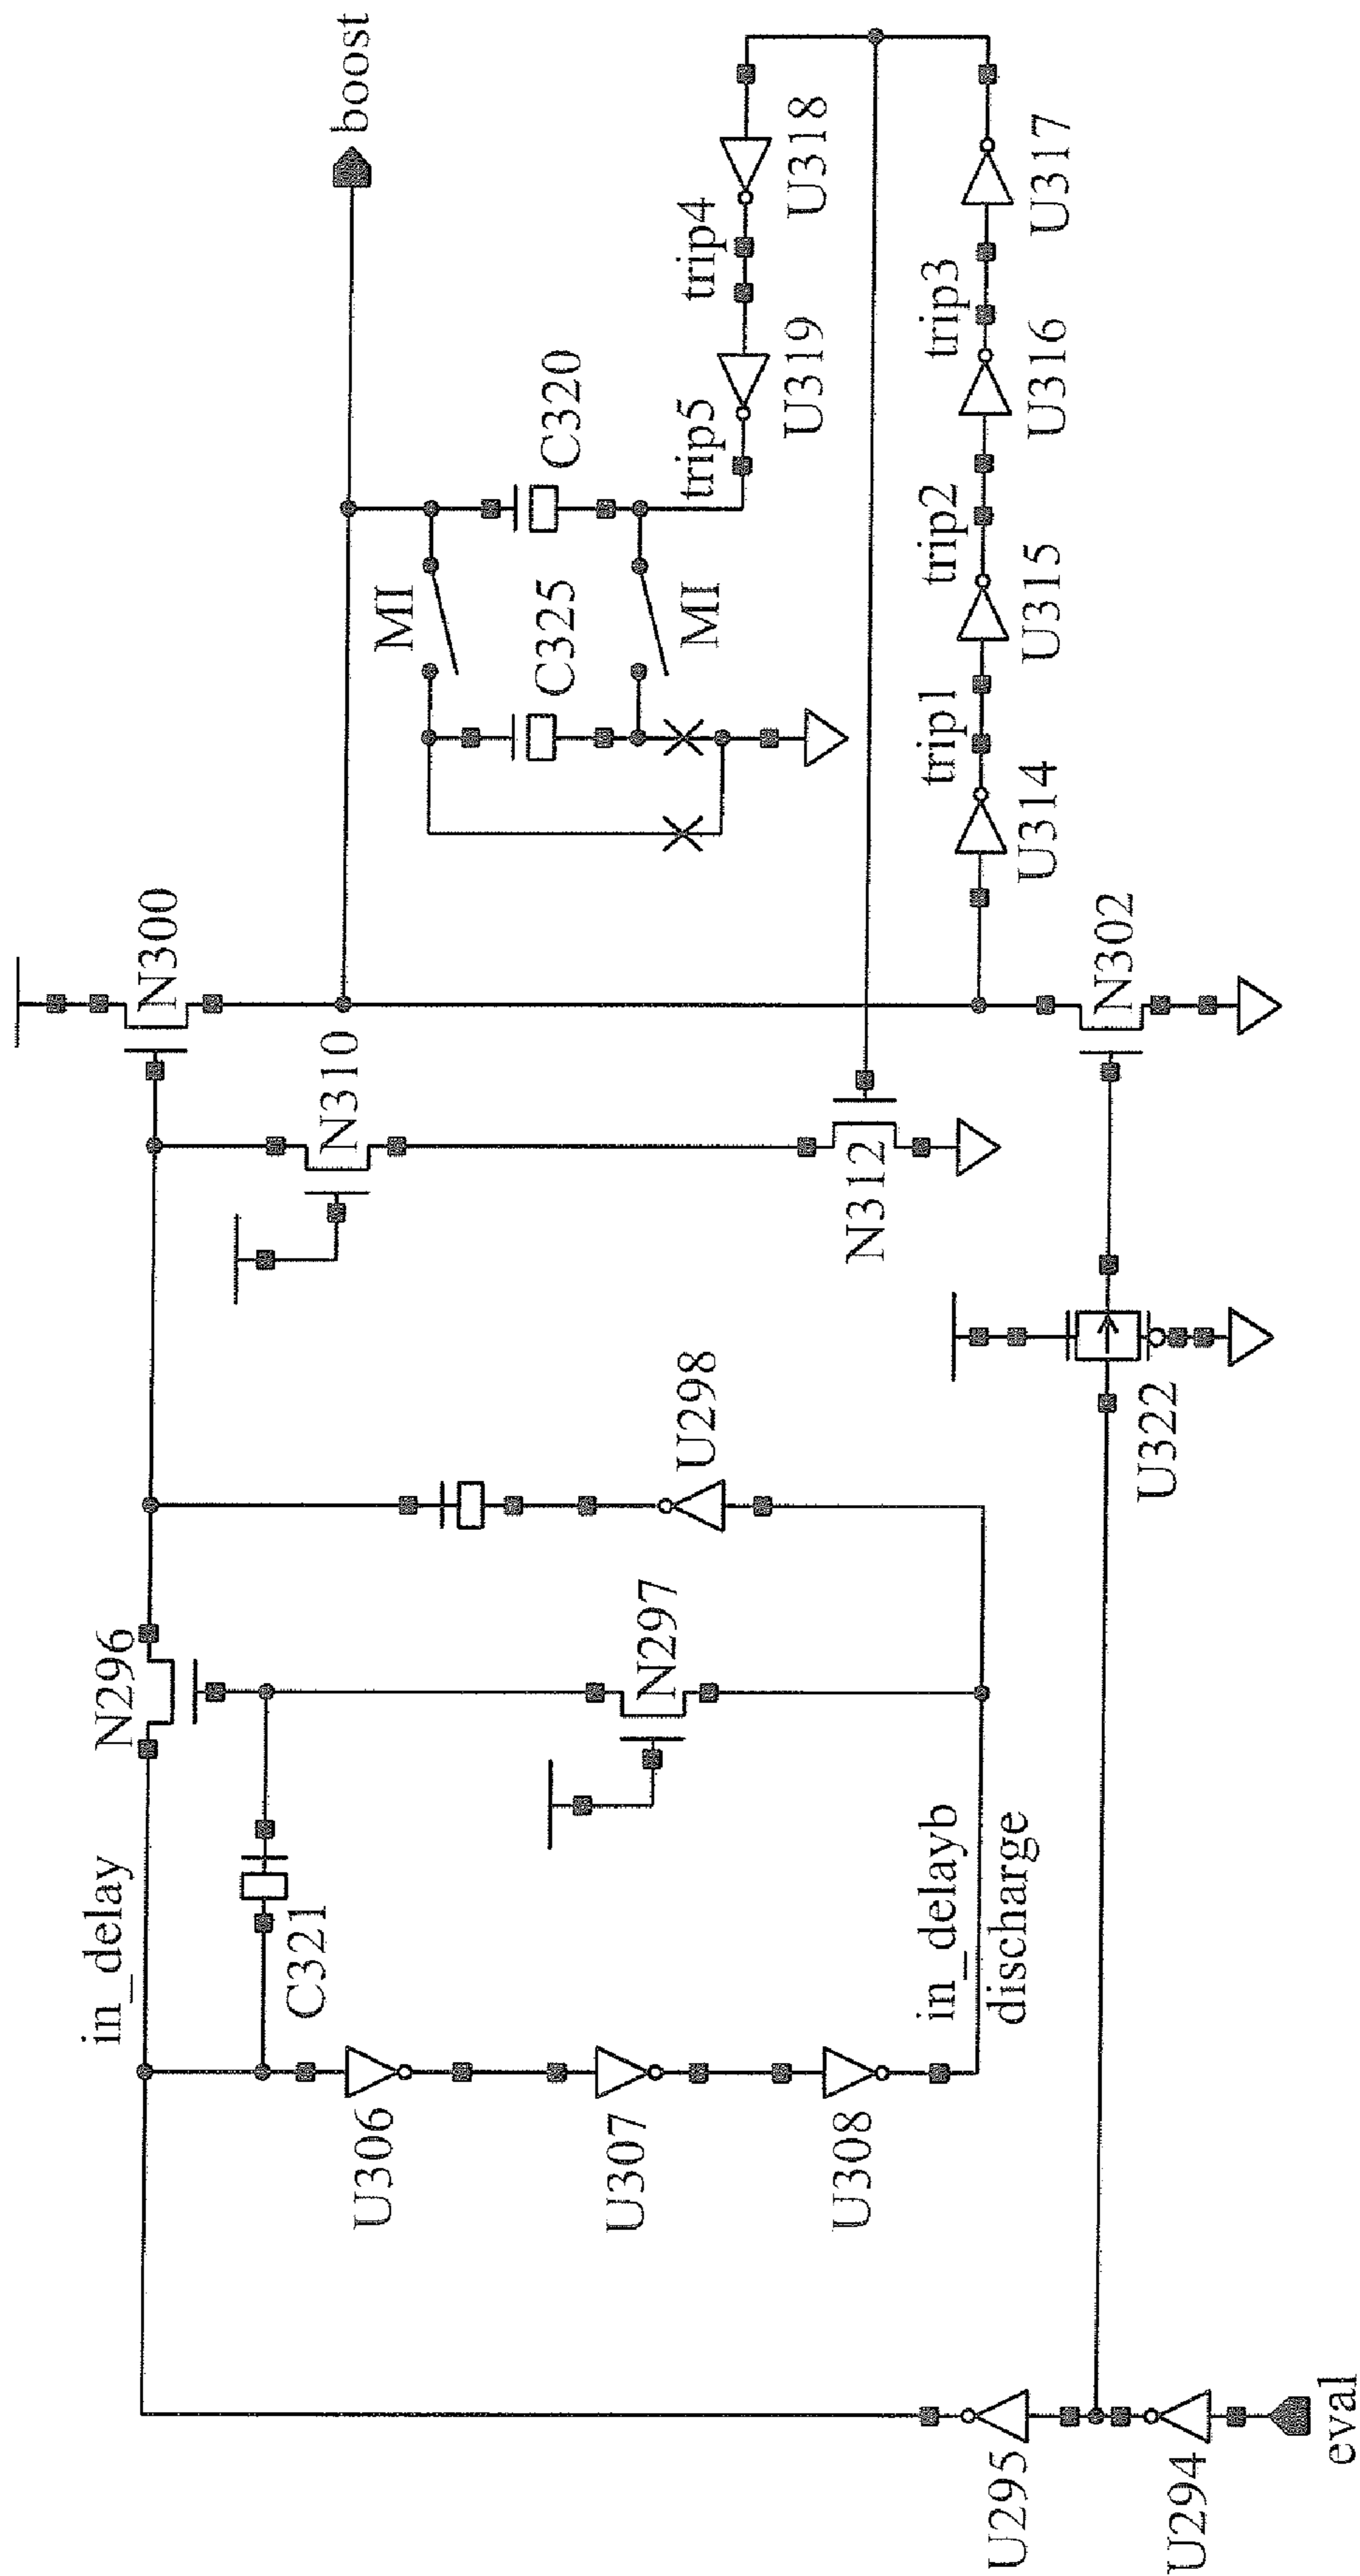 boost
N300
N310
C320
C325
MI
MI
trip4
U318
trip5
U319
N296
in_delay
C321
N297
U298
N312
trip1
trip2
trip3
U314
U315
U316
U317
N302
U322
U306
U307
U308
in_delayb
discharge
U295
U294
eval